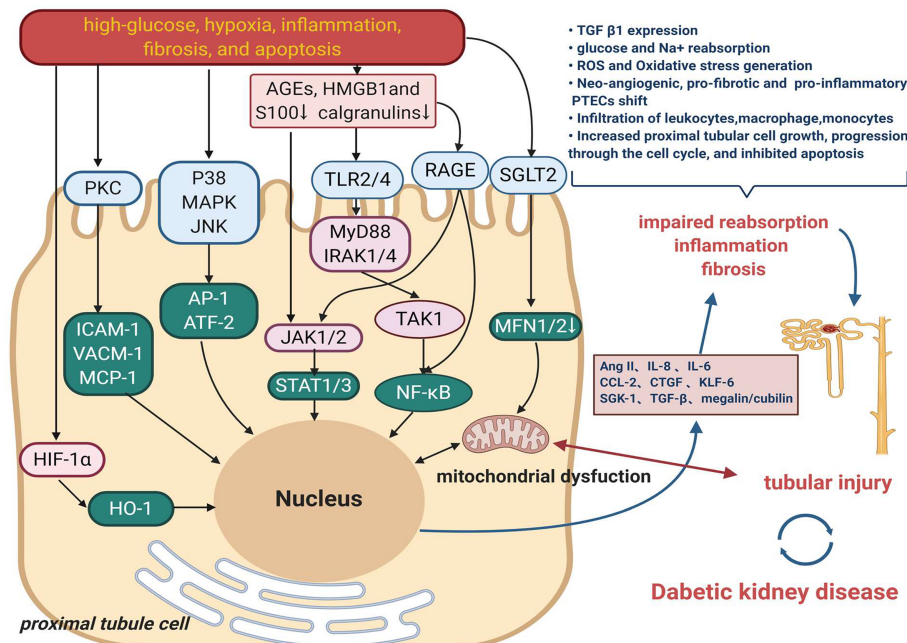 high-glucose, hypoxia, inflammation,
fibrosis, and apoptosis
• TGF β1 expression
• glucose and Na+ reabsorption
• ROS and Oxidative stress generation
• Neo-angiogenic, pro-fibrotic and pro-inflammatory
PTECs shift
• Infiltration of leukocytes,macrophage,monocytes
• Increased proximal tubular cell growth, progression
through the cell cycle, and inhibited apoptosis
AGEs, HMGB1and
S100↓ calgranulins↓
PKC
P38
MAPK
JNK
TLR2/4
RAGE
SGLT2
MyD88
IRAK1/4
ICAM-1
VACM-1
MCP-1
AP-1
ATF-2
JAK1/2
TAK1
MFN1/2↓
STAT1/3
NF-κB
HIF-1α
HO-1
Nucleus
mitochondrial dysfuction
proximal tubule cell
impaired reabsorption
inflammation
fibrosis
Ang II、IL-8 、IL-6
CCL-2、CTGF、KLF-6
SGK-1、TGF-β、megalin/cubilin
tubular injury
Dabetic kidney disease